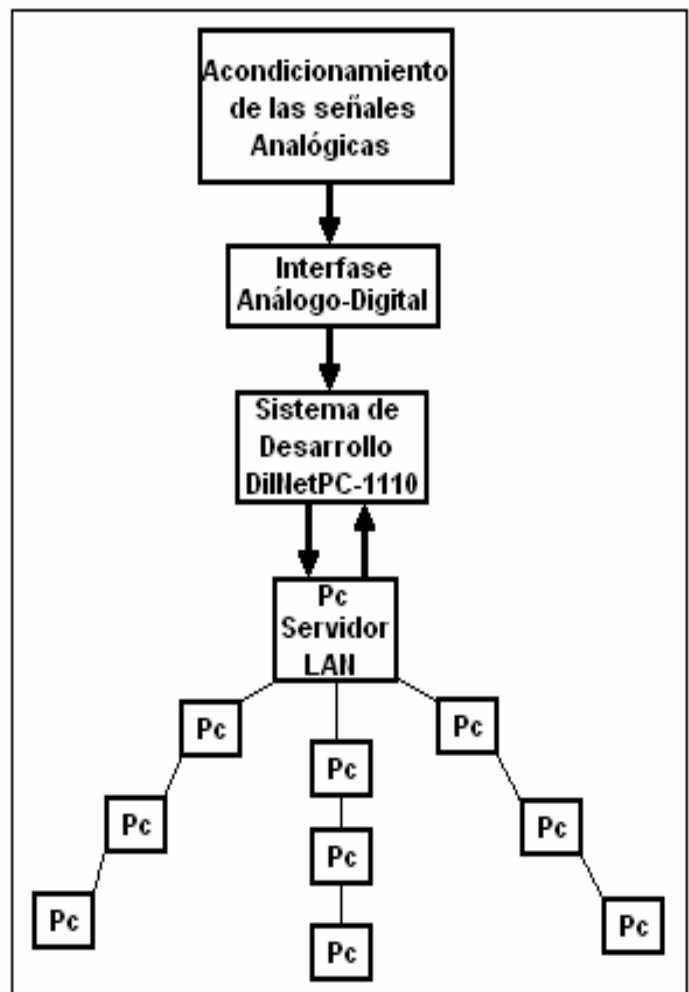 Acondicionamiento
de las señales
Analógicas
Interfase
Análogo-Digital
Sistema de
Desarrollo
DilNetPC-1110
Pc
Servidor
LAN
Pc
Pc
Pc
Pc
Pc
Pc
Pc
Pc
Pc